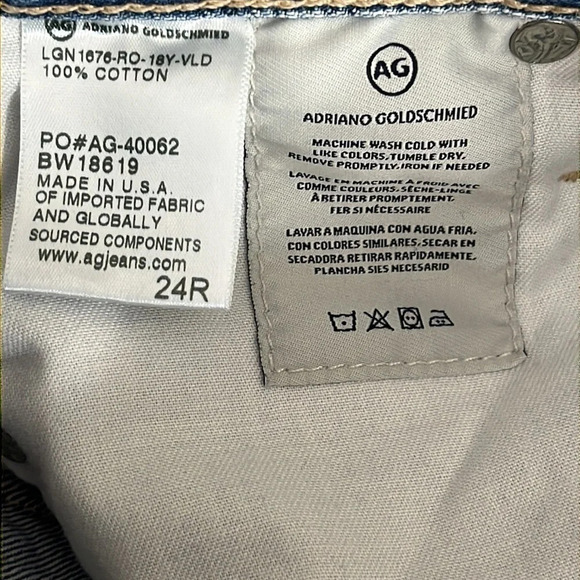 AG ADRIANO GOLDSCHMIED
LGN1676-RO-18Y-VLD
100% COTTON
PO#AG-40062
BW18619
MADE IN U.S.A.
OF IMPORTED FABRIC
AND GLOBALLY
SOURCED COMPONENTS
www.agjeans.com
24R
AG
ADRIANO GOLDSCHMIED
MACHINE WASH COLD WITH
LIKE COLORS. TUMBLE DRY.
REMOVE PROMPTLY. IRON IF NEEDED
LAVAGE EN MACHINE A FROID AVEC
COMME COULEURS. SÈCHE-LINGE
À RETIRER PROMPTEMENT.
FER SI NÉCESSAIRE
LAVAR A MAQUINA CON AGUA FRIA.
CON COLORES SIMILARES. SECAR EN
SECADORA RETIRAR RAPIDAMENTE.
PLANCHA SIES NECESARID